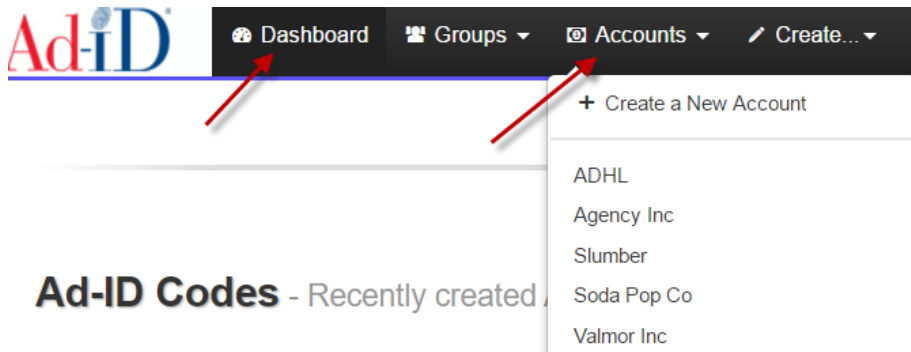 Ad-iD Dashboard Groups Accounts Create...
+ Create a New Account
ADHL
Agency Inc
Slumber
Soda Pop Co
Valmor Inc
Ad-ID Codes - Recently created